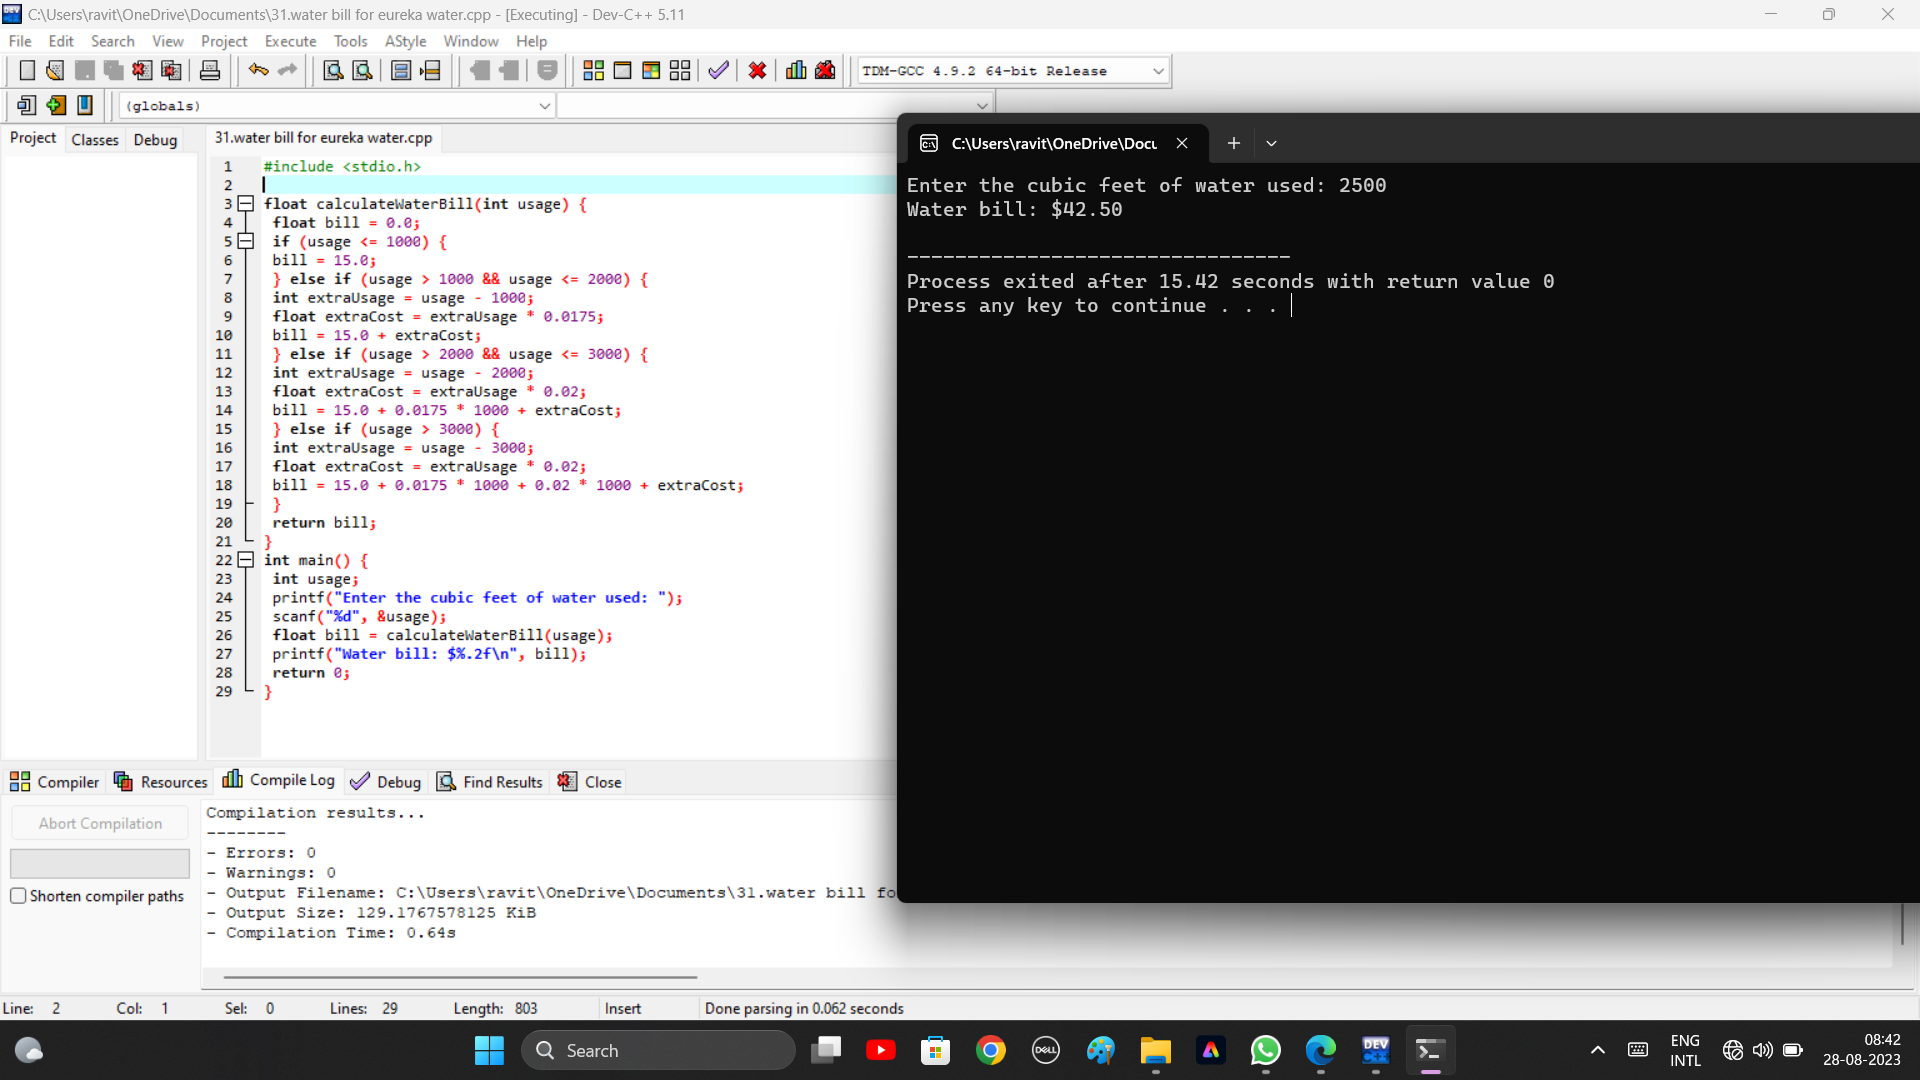 C:\Users\ravit\OneDrive\Documents\31.water bill for eureka water.cpp - [Executing] - Dev-C++ 5.11
File Edit Search View Project Execute Tools AStyle Window Help
TDM-GCC 4.9.2 64-bit Release
(globals)
Project Classes Debug
31.water bill for eureka water.cpp
1 #include <stdio.h>
2
3 float calculateWaterBill(int usage) {
4 float bill = 0.0;
5 if (usage <= 1000) {
6 bill = 15.0;
7 } else if (usage > 1000 && usage <= 2000) {
8 int extraUsage = usage - 1000;
9 float extraCost = extraUsage * 0.0175;
10 bill = 15.0 + extraCost;
11 } else if (usage > 2000 && usage <= 3000) {
12 int extraUsage = usage - 2000;
13 float extraCost = extraUsage * 0.02;
14 bill = 15.0 + 0.0175 * 1000 + extraCost;
15 } else if (usage > 3000) {
16 int extraUsage = usage - 3000;
17 float extraCost = extraUsage * 0.02;
18 bill = 15.0 + 0.0175 * 1000 + 0.02 * 1000 + extraCost;
19 }
20 return bill;
21 }
22 int main() {
23 int usage;
24 printf("Enter the cubic feet of water used: ");
25 scanf("%d", &usage);
26 float bill = calculateWaterBill(usage);
27 printf("Water bill: $%.2f\n", bill);
28 return 0;
29 }
C:\Users\ravit\OneDrive\Docu
Enter the cubic feet of water used: 2500
Water bill: $42.50
--------------------------------
Process exited after 15.42 seconds with return value 0
Press any key to continue . . .
Compiler Resources Compile Log Debug Find Results Close
Abort Compilation
Shorten compiler paths
Compilation results...
--------
- Errors: 0
- Warnings: 0
- Output Filename: C:\Users\ravit\OneDrive\Documents\31.water bill fo
- Output Size: 129.1767578125 KiB
- Compilation Time: 0.64s
Line: 2 Col: 1 Sel: 0 Lines: 29 Length: 803 Insert Done parsing in 0.062 seconds
Search
DELL
DEV
C++
ENG
INTL
08:42
28-08-2023